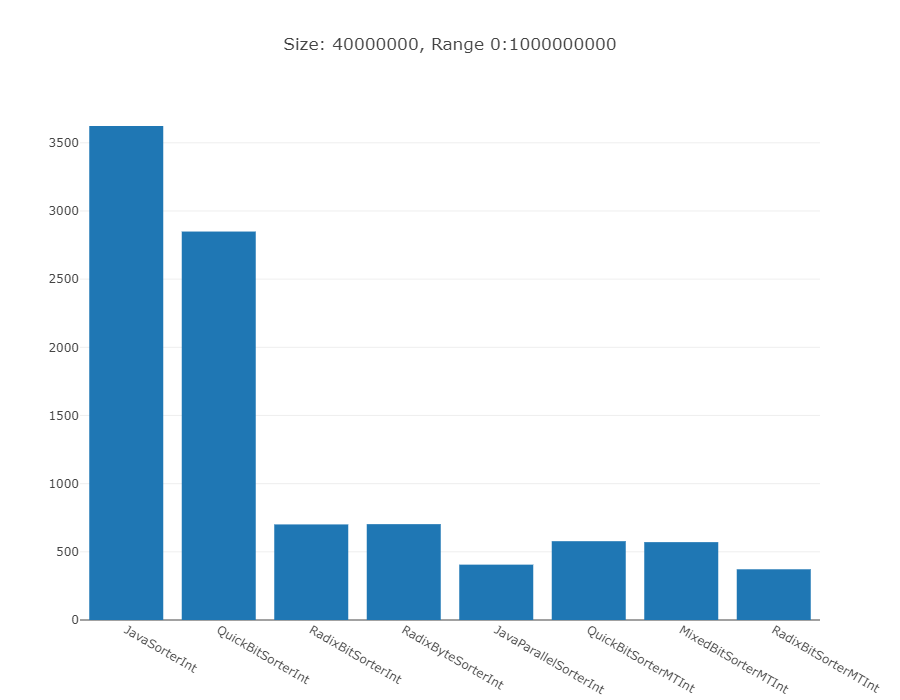 Size: 40000000, Range 0:1000000000
3500
3000
2500
2000
1500
1000
500
0
JavaSorterInt
QuickBitSorterInt
RadixBitSorterInt
RadixByteSorterInt
JavaParallelSorterInt
QuickBitSorterMTInt
MixedBitSorterMTInt
RadixBitSorterMTInt